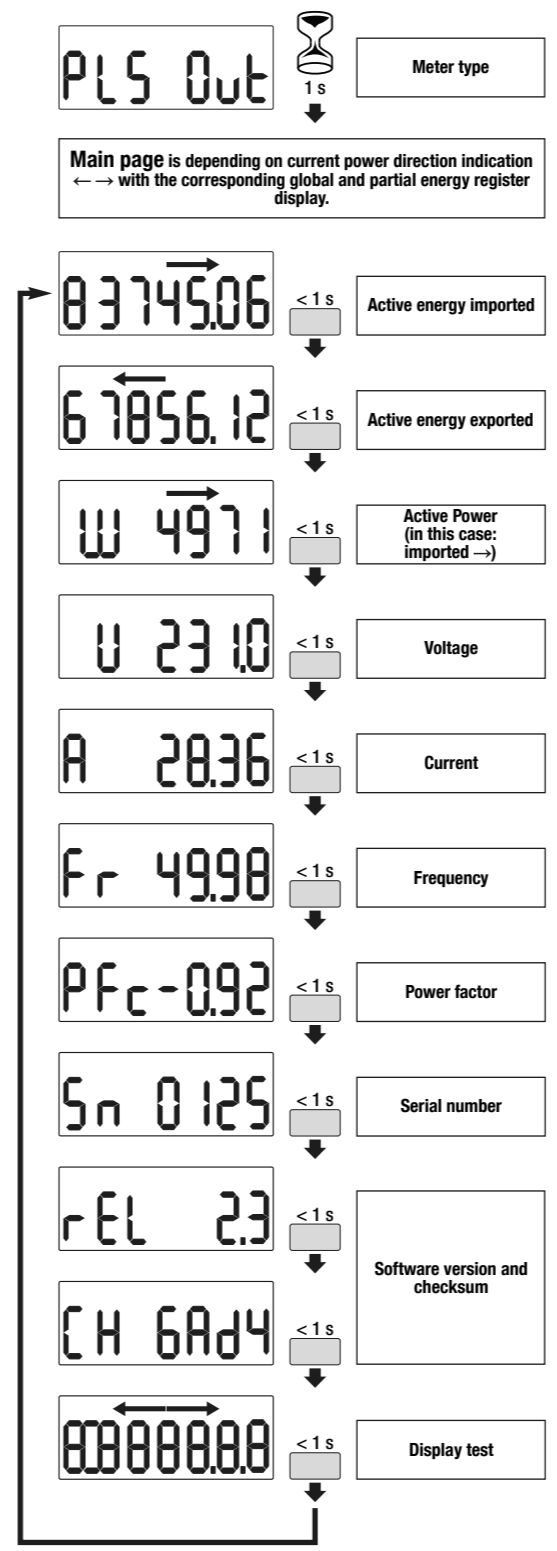 PLS Out
1 s
Meter type
Main page is depending on current power direction indication
←→ with the corresponding global and partial energy register
display.
→
83745.06
< 1 s
Active energy imported
←
67856.12
< 1 s
Active energy exported
→
W 4971
< 1 s
Active Power
(in this case:
imported →)
U 231.0
< 1 s
Voltage
A 28.36
< 1 s
Current
Fr 49.98
< 1 s
Frequency
PFc-0.92
< 1 s
Power factor
Sn 0125
< 1 s
Serial number
rEL 2.3
< 1 s
Software version and
checksum
CH 6Ad4
< 1 s
←→
8.8.8888.8.8
< 1 s
Display test